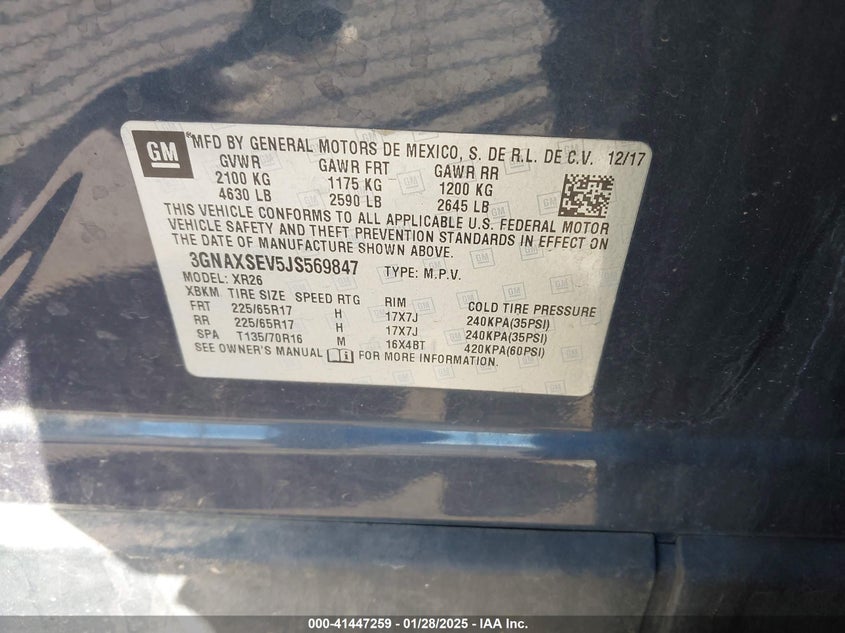 GM
"MFD BY GENERAL MOTORS DE MEXICO, S. DE R.L. DE C.V. 12/17
GVWR GAWR FRT GAWR RR
2100 KG 1175 KG 1200 KG
4630 LB 2590 LB 2645 LB
THIS VEHICLE CONFORMS TO ALL APPLICABLE U.S. FEDERAL MOTOR
VEHICLE SAFETY AND THEFT PREVENTION STANDARDS IN EFFECT ON
THE DATE OF MANUFACTURE SHOWN ABOVE.
3GNAXSEV5JS569847 TYPE: M.P.V.
MODEL: XR26
XBKM TIRE SIZE SPEED RTG RIM COLD TIRE PRESSURE
FRT 225/65R17 H 17X7J 240KPA(35PSI)
RR 225/65R17 H 17X7J 240KPA(35PSI)
SPA T135/70R16 M 16X4BT 420KPA(60PSI)
SEE OWNER'S MANUAL i FOR MORE INFORMATION.
000-41447259 | 01/28/2025 | IAA Inc.